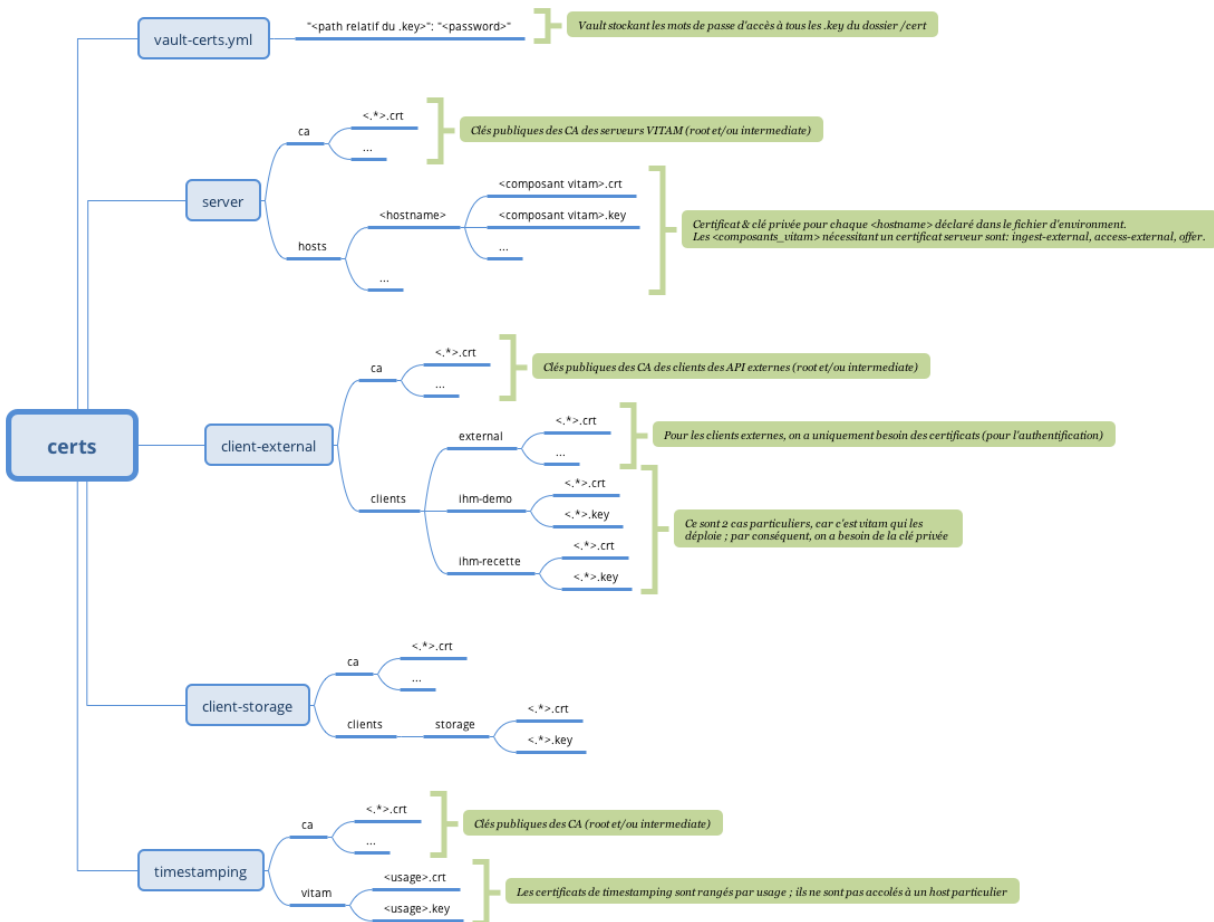 vault-certs.yml
"<path relatif du .key>": "<password>"
Vault stockant les mots de passe d'accès à tous les .key du dossier /cert
server
ca
<.*>.crt
...
Clés publiques des CA des serveurs VITAM (root et/ou intermediate)
hosts
<hostname>
<composant vitam>.crt
<composant vitam>.key
...
...
Certificat & clé privée pour chaque <hostname> déclaré dans le fichier d'environment.
Les <composants_vitam> nécessitant un certificat serveur sont: ingest-external, access-external, offer.
certs
client-external
ca
<.*>.crt
...
Clés publiques des CA des clients des API externes (root et/ou intermediate)
clients
external
<.*>.crt
...
Pour les clients externes, on a uniquement besoin des certificats (pour l'authentification)
ihm-demo
<.*>.crt
<.*>.key
ihm-recette
<.*>.crt
<.*>.key
Ce sont 2 cas particuliers, car c'est vitam qui les
déploie ; par conséquent, on a besoin de la clé privée
client-storage
ca
<.*>.crt
...
clients
storage
<.*>.crt
<.*>.key
timestamping
ca
<.*>.crt
...
Clés publiques des CA (root et/ou intermediate)
vitam
<usage>.crt
<usage>.key
Les certificats de timestamping sont rangés par usage ; ils ne sont pas accolés à un host particulier